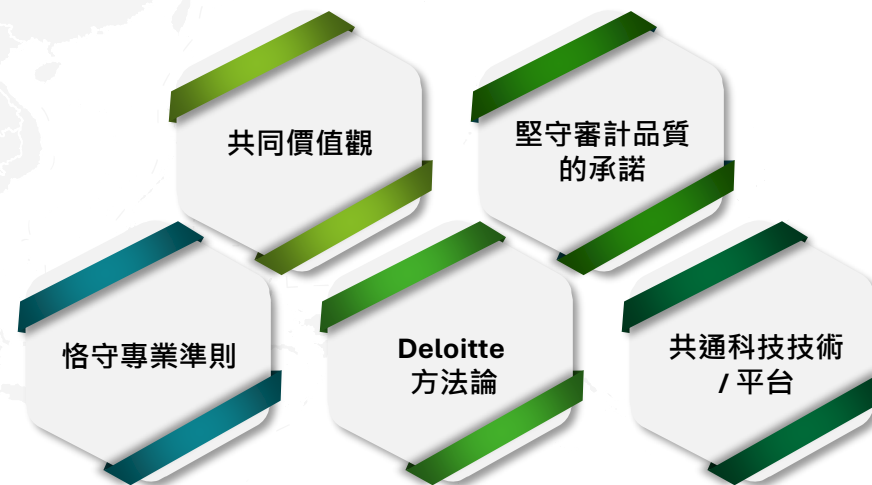 共同價值觀
堅守審計品質
的承諾
恪守專業準則
Deloitte
方法論
共通科技技術
/ 平台